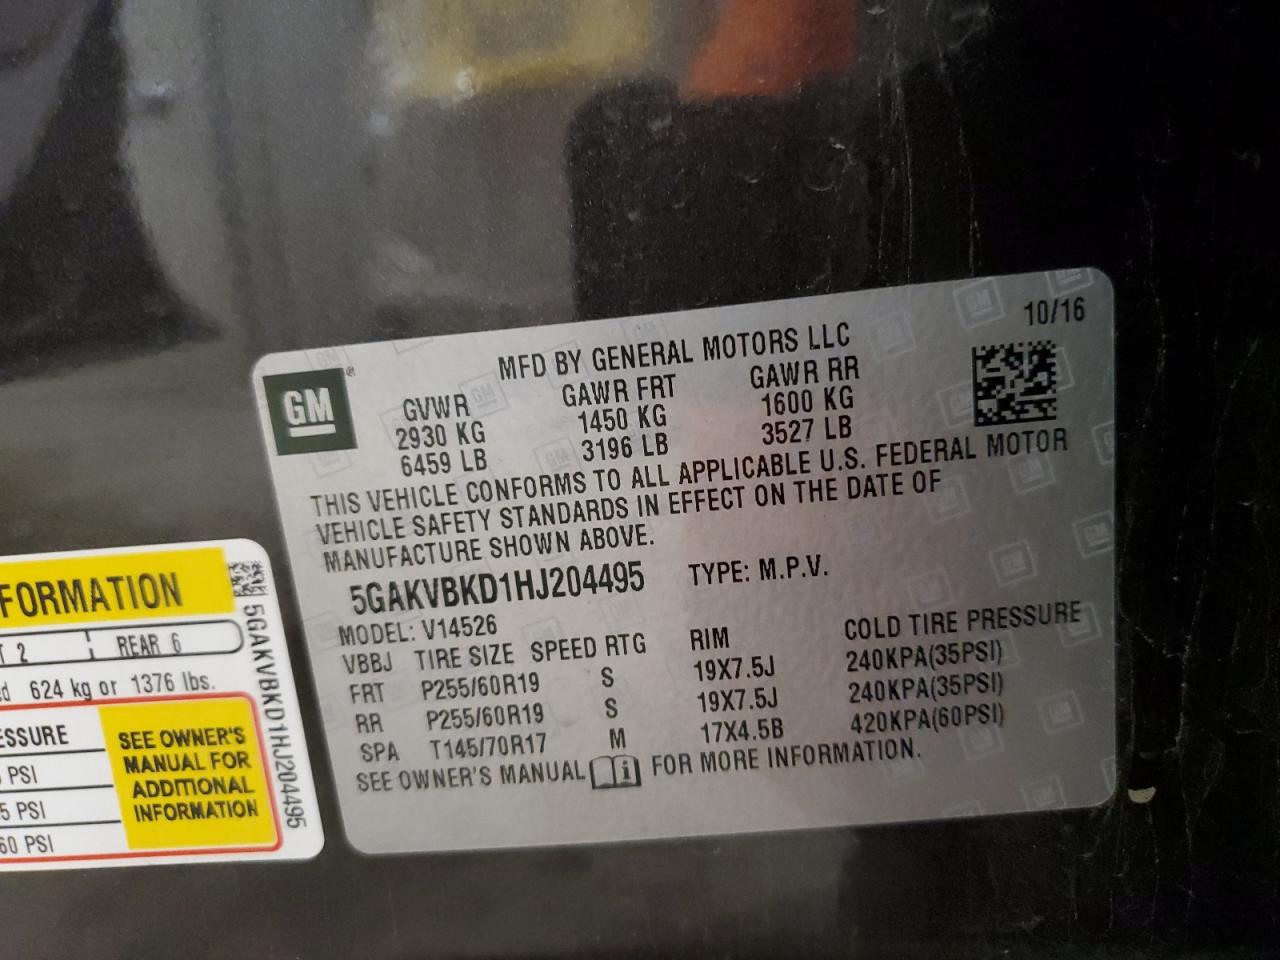 10/16
MFD BY GENERAL MOTORS LLC
GM
GVWR GAWR FRT GAWR RR
2930 KG 1450 KG 1600 KG
6459 LB 3196 LB 3527 LB
THIS VEHICLE CONFORMS TO ALL APPLICABLE U.S. FEDERAL MOTOR
VEHICLE SAFETY STANDARDS IN EFFECT ON THE DATE OF
MANUFACTURE SHOWN ABOVE.
5GAKVBKD1HJ204495 TYPE: M.P.V.
MODEL: V14526
VBBJ TIRE SIZE SPEED RTG RIM COLD TIRE PRESSURE
FRT P255/60R19 S 19X7.5J 240KPA(35PSI)
RR P255/60R19 S 19X7.5J 240KPA(35PSI)
SPA T145/70R17 M 17X4.5B 420KPA(60PSI)
SEE OWNER'S MANUAL FOR MORE INFORMATION.
FORMATION
T 2 REAR 6
ed 624 kg or 1376 lbs.
ESSURE
PSI
5 PSI
60 PSI
SEE OWNER'S
MANUAL FOR
ADDITIONAL
INFORMATION
5GAKVBKD1HJ204495